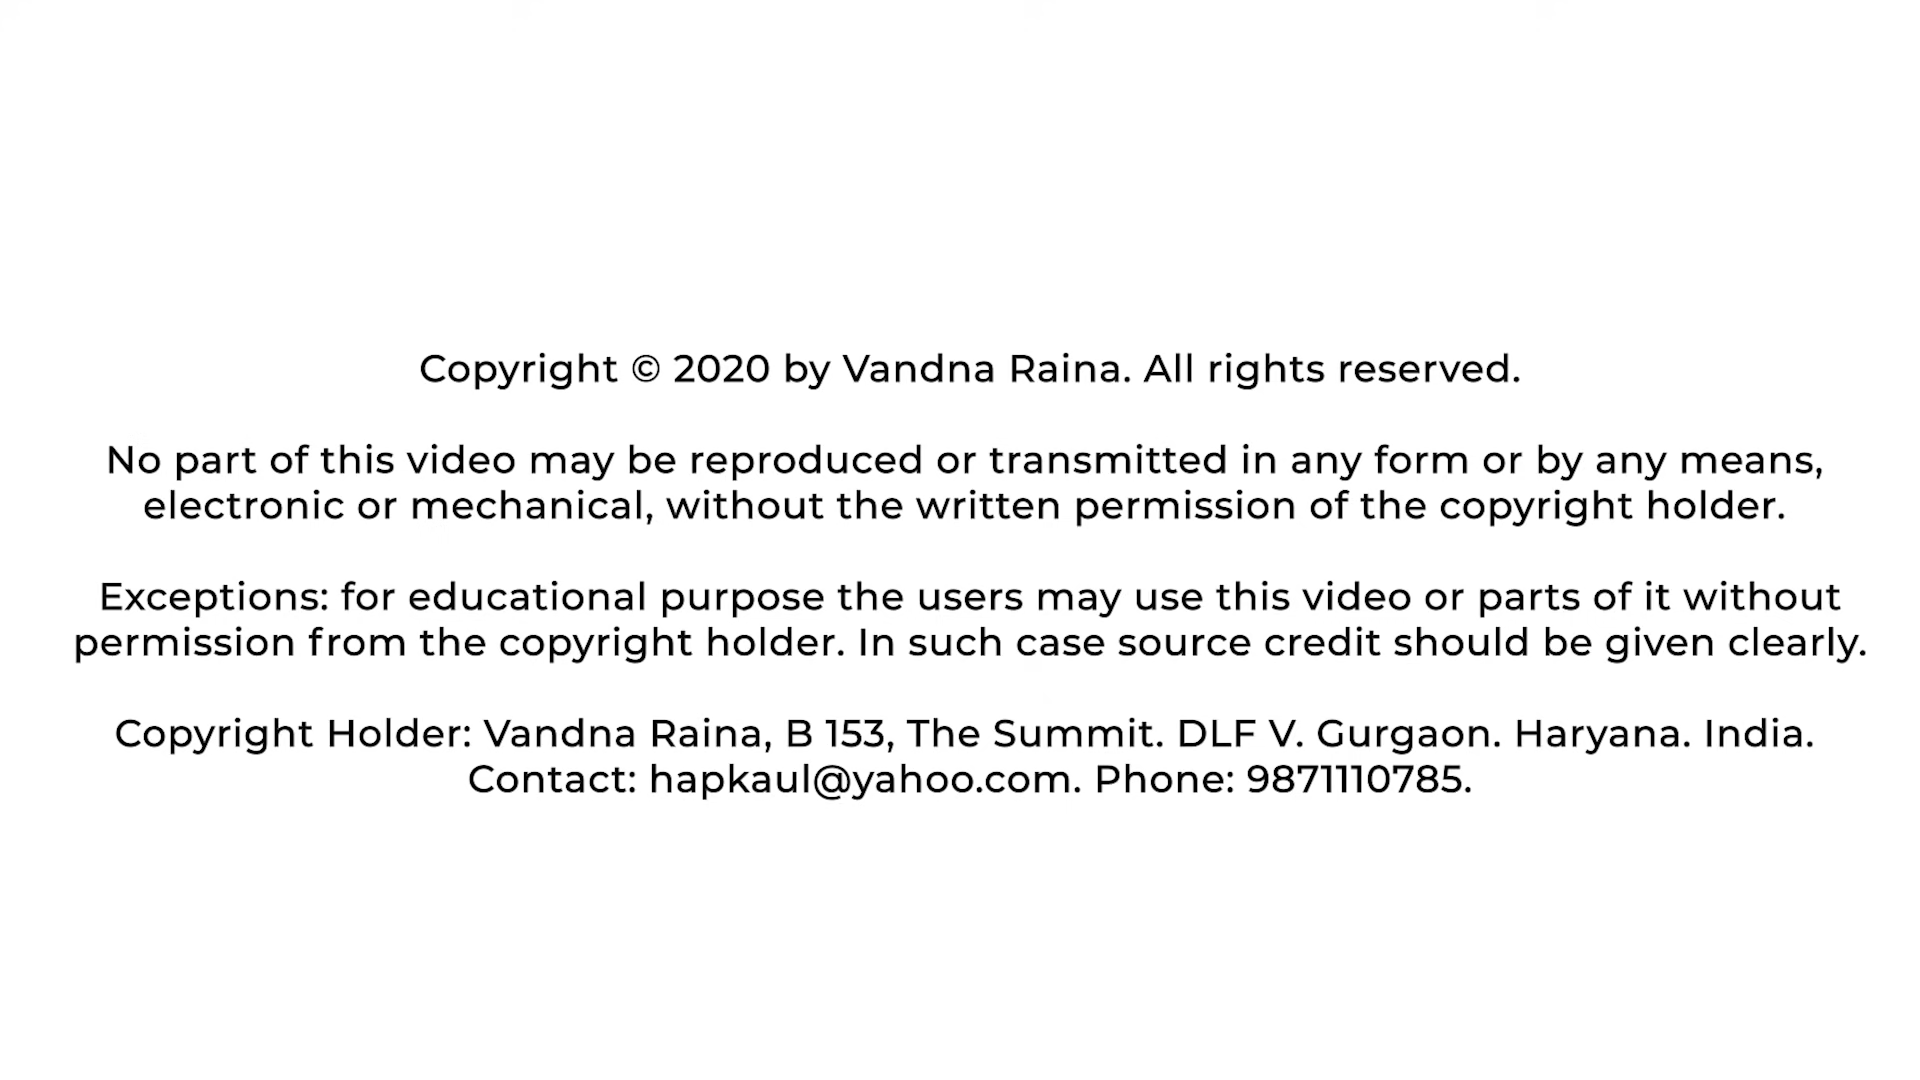 Copyright © 2020 by Vandna Raina. All rights reserved.
No part of this video may be reproduced or transmitted in any form or by any means,
electronic or mechanical, without the written permission of the copyright holder.
Exceptions: for educational purpose the users may use this video or parts of it without
permission from the copyright holder. In such case source credit should be given clearly.
Copyright Holder: Vandna Raina, B 153, The Summit. DLF V. Gurgaon. Haryana. India.
Contact: hapkaul@yahoo.com. Phone: 9871110785.